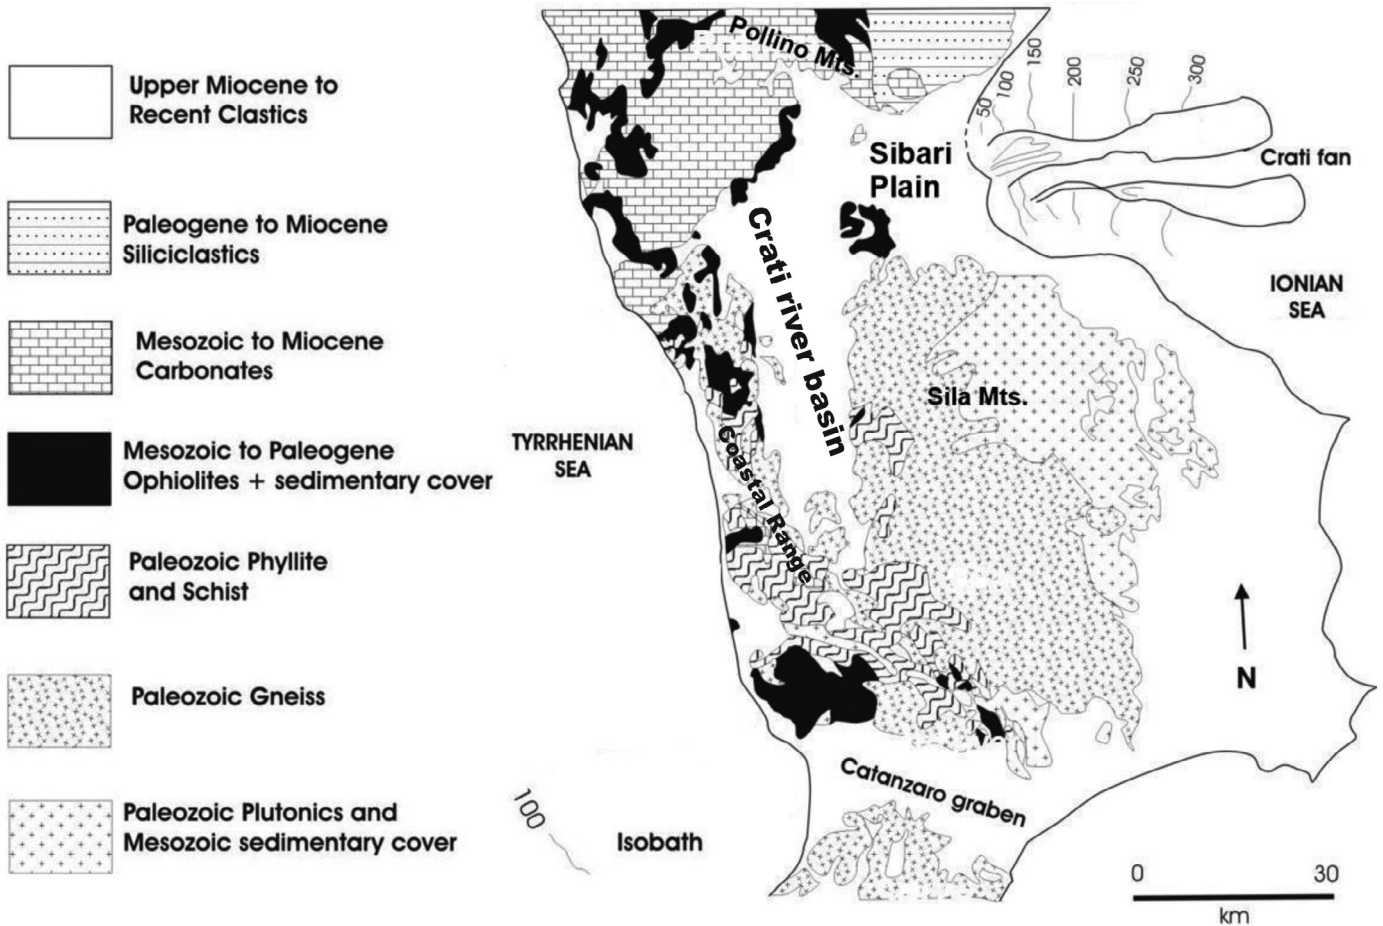 Upper Miocene to
Recent Clastics
Paleogene to Miocene
Siliciclastics
Mesozoic to Miocene
Carbonates
Mesozoic to Paleogene
Ophiolites + sedimentary cover
Paleozoic Phyllite
and Schist
Paleozoic Gneiss
Paleozoic Plutonics and
Mesozoic sedimentary cover
100
Isobath
Pollino Mts.
50
100
150
200
250
300
Crati fan
Sibari
Plain
Crati river basin
IONIAN
SEA
Sila Mts.
TYRRHENIAN
SEA
Coastal Range
N
Catanzaro graben
0 30
km